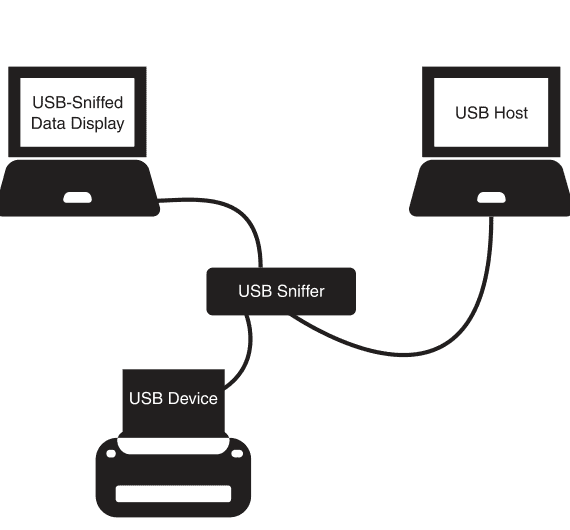 USB-Sniffed
Data Display
USB Host
USB Sniffer
USB Device